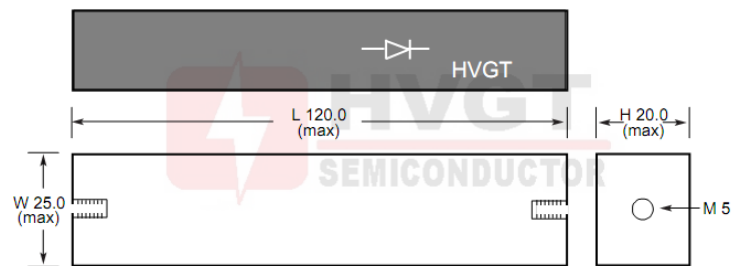 HVGT
L 120.0
(max)
H 20.0
(max)
HVGT
SEMICONDUCTOR
W 25.0
(max)
M 5